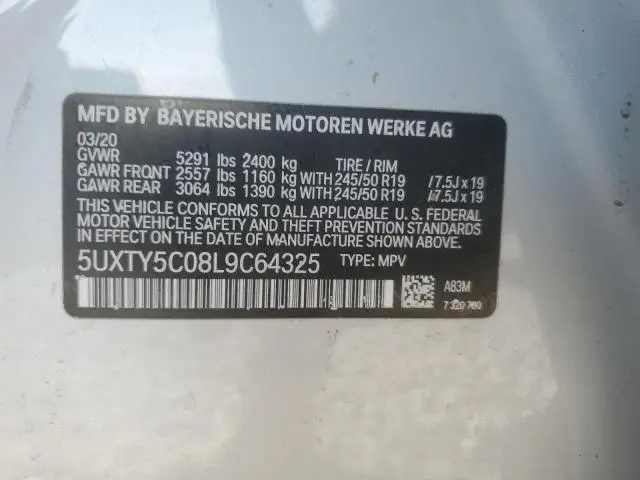 MFD BY BAYERISCHE MOTOREN WERKE AG
03/20
GVWR 5291 lbs 2400 kg TIRE / RIM
GAWR FRONT 2557 lbs 1160 kg WITH 245/50 R19 /7.5J x 19
GAWR REAR 3064 lbs 1390 kg WITH 245/50 R19 /7.5J x 19
THIS VEHICLE CONFORMS TO ALL APPLICABLE U. S. FEDERAL
MOTOR VEHICLE SAFETY AND THEFT PREVENTION STANDARDS
IN EFFECT ON THE DATE OF MANUFACTURE SHOWN ABOVE.
5UXTY5C08L9C64325 TYPE: MPV
A83M
7 320 780